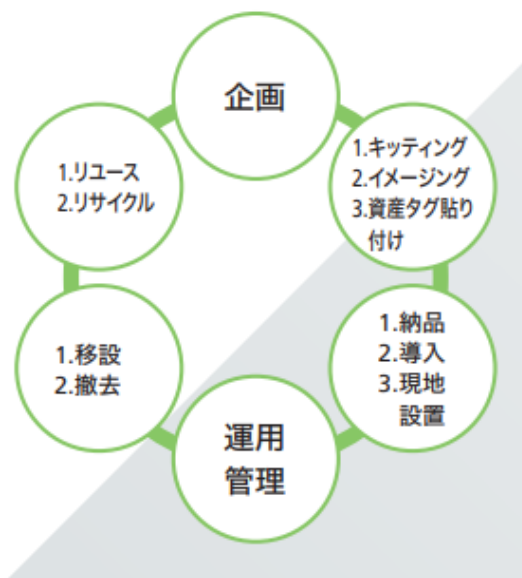 企画
1.キッティング
2.イメージング
3.資産タグ貼り
付け
1.納品
2.導入
3.現地
設置
運用
管理
1.移設
2.撤去
1.リユース
2.リサイクル